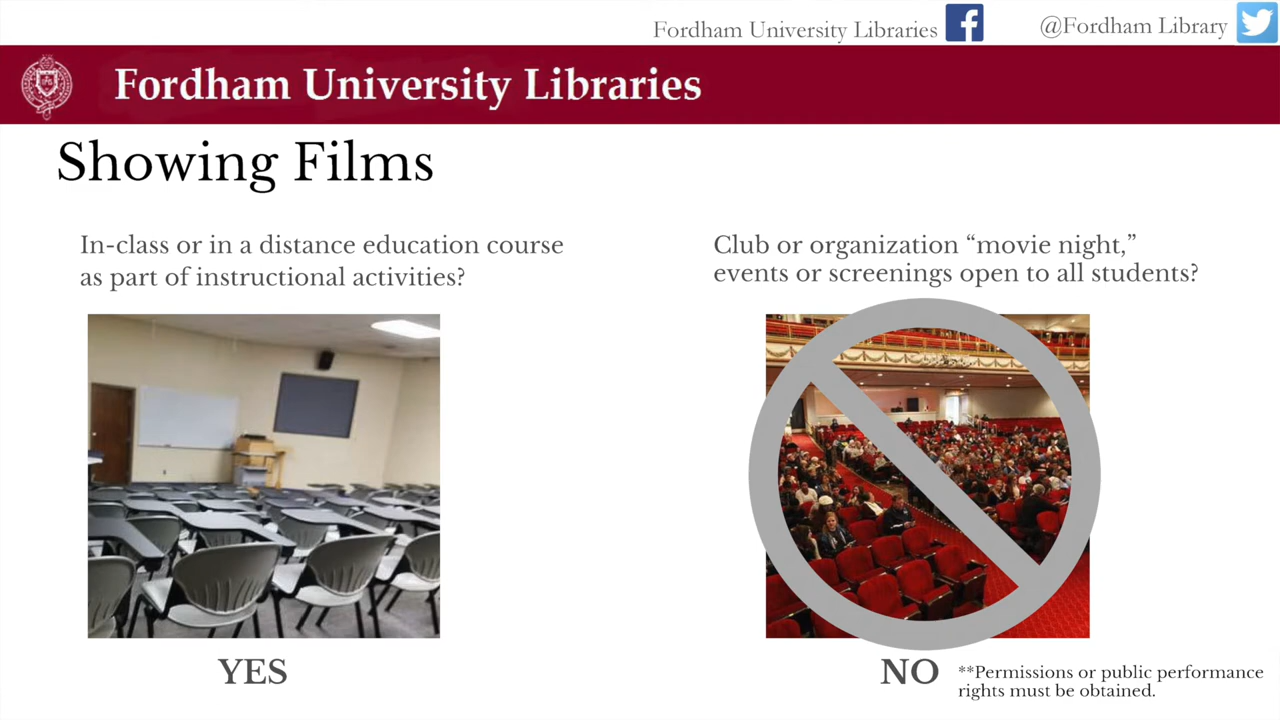 Fordham University Libraries
@Fordham Library
Fordham University Libraries
Showing Films
In-class or in a distance education course
as part of instructional activities?
Club or organization “movie night,”
events or screenings open to all students?
YES
NO
**Permissions or public performance
rights must be obtained.